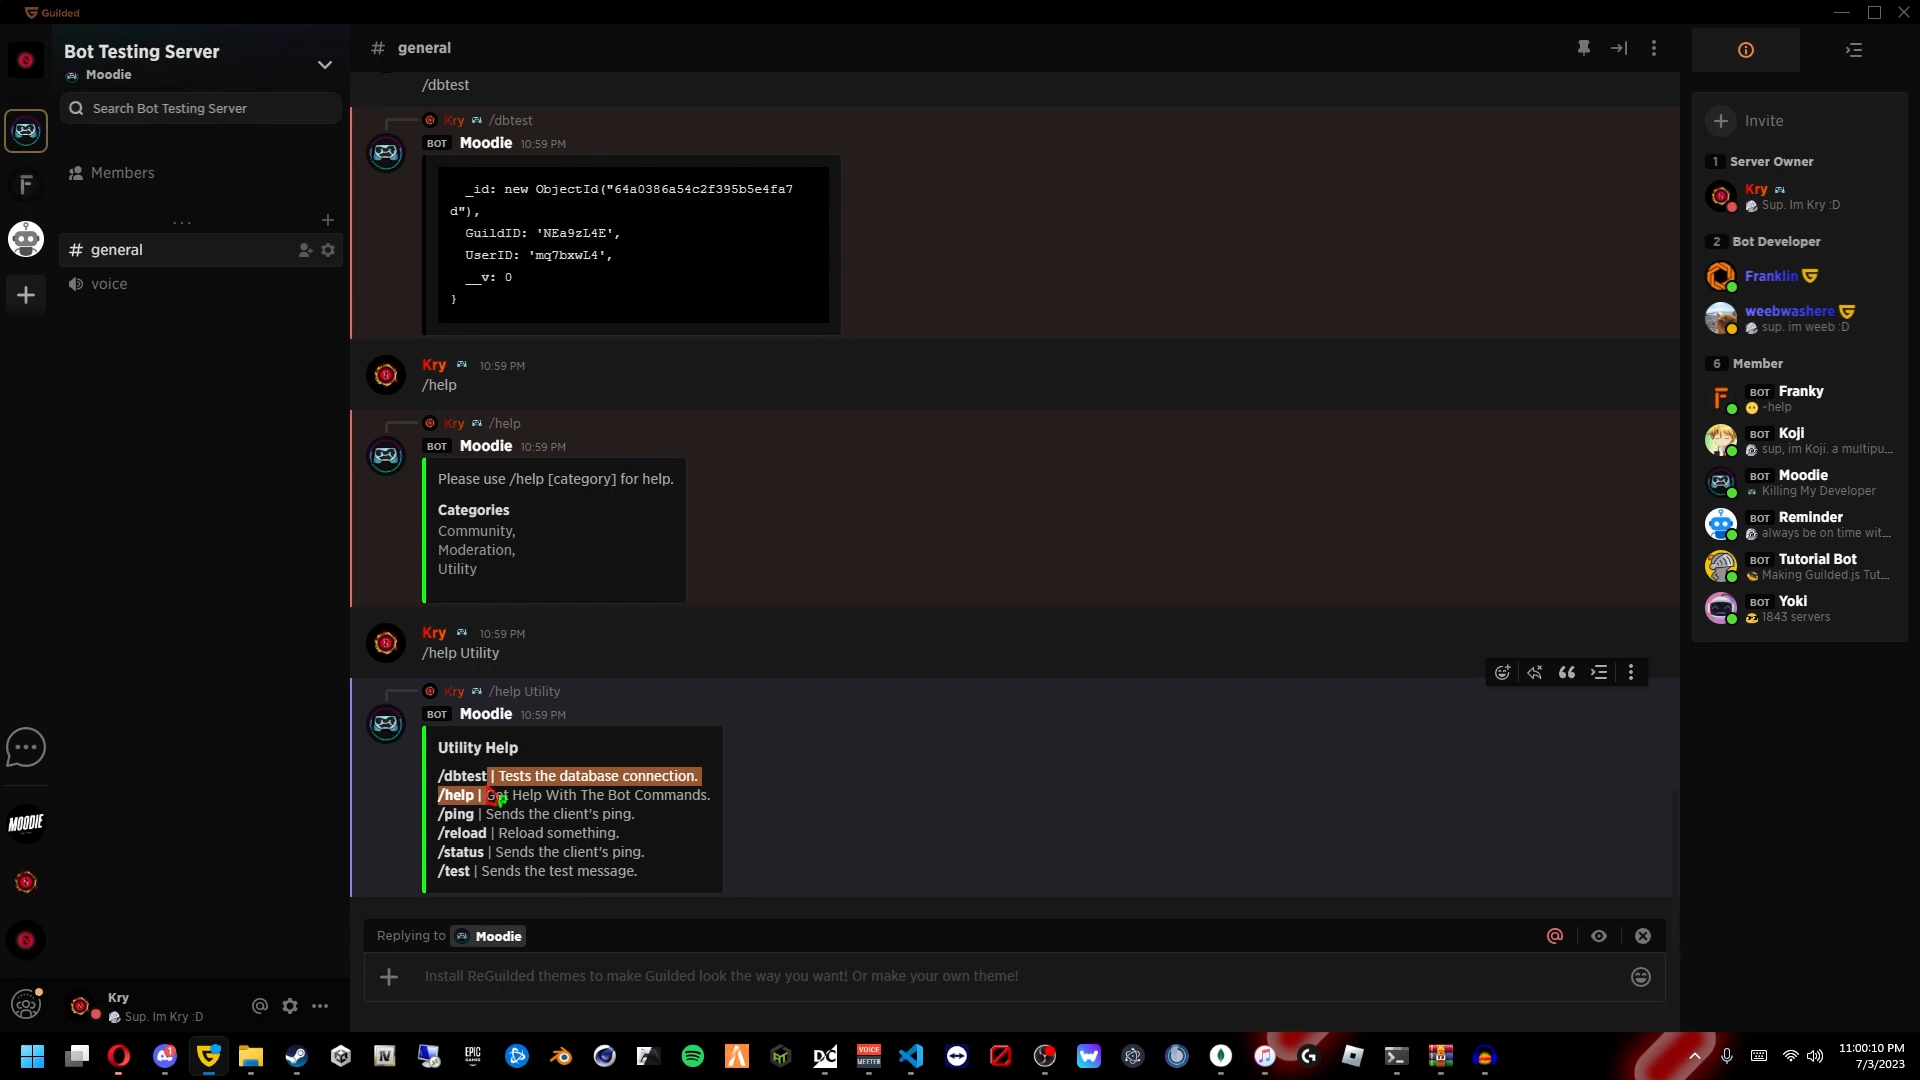 Guilded
Bot Testing Server
Moodie
Search Bot Testing Server
Members
...
# general
voice
MOODIE
Kry
Sup. Im Kry :D
# general
/dbtest
Kry /dbtest
BOT Moodie 10:59 PM
_id: new ObjectId("64a0386a54c2f395b5e4fa7
d"),
GuildID: 'NEa9zL4E',
UserID: 'mq7bxwL4',
__v: 0
}
Kry 10:59 PM
/help
Kry /help
BOT Moodie 10:59 PM
Please use /help [category] for help.
Categories
Community,
Moderation,
Utility
Kry 10:59 PM
/help Utility
Kry /help Utility
BOT Moodie 10:59 PM
Utility Help
/dbtest | Tests the database connection.
/help | Get Help With The Bot Commands.
/ping | Sends the client's ping.
/reload | Reload something.
/status | Sends the client's ping.
/test | Sends the test message.
Replying to Moodie
Install ReGuilded themes to make Guilded look the way you want! Or make your own theme!
Invite
1 Server Owner
Kry
Sup. Im Kry :D
2 Bot Developer
Franklin
weebwashere
sup. im weeb :D
6 Member
BOT Franky
-help
BOT Koji
sup, im Koji. a multipu...
BOT Moodie
Killing My Developer
BOT Reminder
always be on time wit...
BOT Tutorial Bot
Making Guilded.js Tut...
BOT Yoki
1843 servers
EPIC
GAMES
DC
VOICE
MEETER
11:00:10 PM
7/3/2023